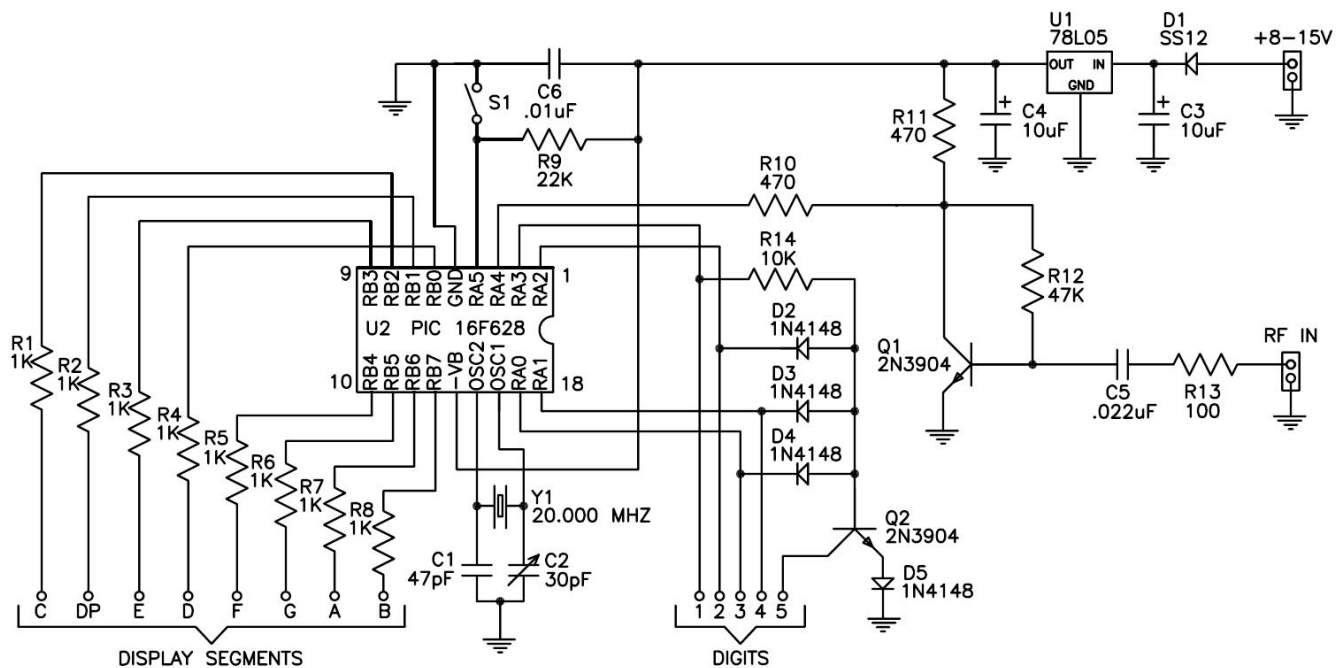 U1
78L05
D1
SS12
+8-15V
OUT IN
GND
C6
.01uF
S1
R9
22K
R11
470
+
C4
10uF
+
C3
10uF
R10
470
R14
10K
R12
47K
9
RB3
RB2
RB1
RB0
GND
RA5
RA4
RA3
RA2
1
U2 PIC 16F628
10
RB4
RB5
RB6
RB7
-VB
OSC2
OSC1
RA0
RA1
18
D2
1N4148
D3
1N4148
D4
1N4148
Q1
2N3904
RF IN
C5
.022uF
R13
100
R1
1K
R2
1K
R3
1K
R4
1K
R5
1K
R6
1K
R7
1K
R8
1K
Y1
20.000 MHZ
C1
47pF
C2
30pF
Q2
2N3904
D5
1N4148
C DP E D F G A B
1 2 3 4 5
DISPLAY SEGMENTS
DIGITS